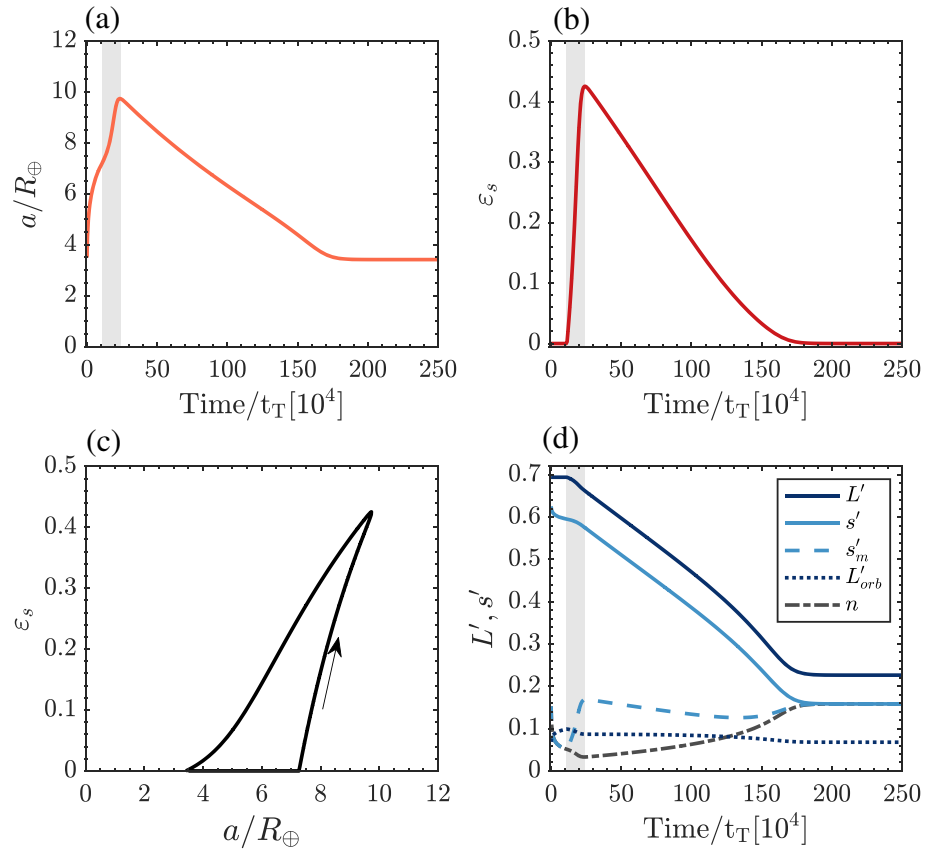 (a)
12
10
8
6
4
2
0
a/R⊕
0 50 100 150 200 250
Time/t_T[10^4]
(b)
0.5
0.4
0.3
0.2
0.1
0
ε_s
0 50 100 150 200 250
Time/t_T[10^4]
(c)
0.5
0.4
0.3
0.2
0.1
0
ε_s
0 2 4 6 8 10 12
a/R⊕
(d)
0.7
0.6
0.5
0.4
0.3
0.2
0.1
0
L′, s′
L′
s′
s′_m
L′_orb
n
0 50 100 150 200 250
Time/t_T[10^4]